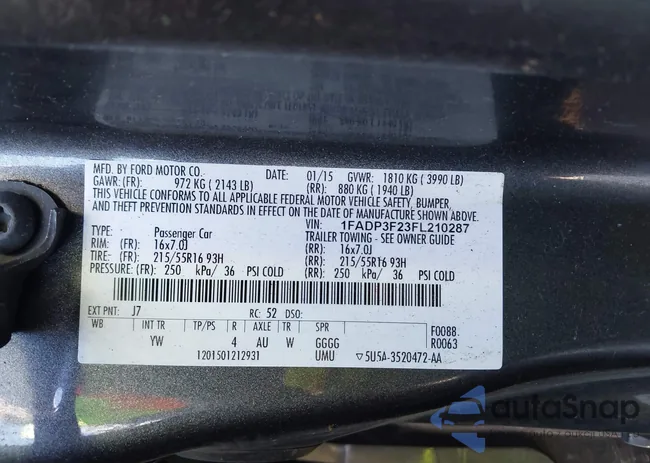 MFD. BY FORD MOTOR CO. DATE: 01/15 GVWR: 1810 KG ( 3990 LB)
GAWR: (FR): 972 KG ( 2143 LB) (RR): 880 KG ( 1940 LB)
THIS VEHICLE CONFORMS TO ALL APPLICABLE FEDERAL MOTOR VEHICLE SAFETY, BUMPER,
AND THEFT PREVENTION STANDARDS IN EFFECT ON THE DATE OF MANUFACTURE SHOWN ABOVE.
VIN: 1FADP3F23FL210287
TYPE: Passenger Car TRAILER TOWING - SEE OWNER GUIDE
RIM: (FR): 16x7.0J (RR): 16x7.0J
TIRE: (FR): 215/55R16 93H (RR): 215/55R16 93H
PRESSURE: (FR): 250 kPa/ 36 PSI COLD (RR): 250 kPa/ 36 PSI COLD
EXT PNT: J7 RC: 52 DSO:
WB INT TR TP/PS R AXLE TR SPR F0088
YW 4 AU W GGGG R0063
1201501212931 UMU ▽5U5A-3520472-AA
autoSnap